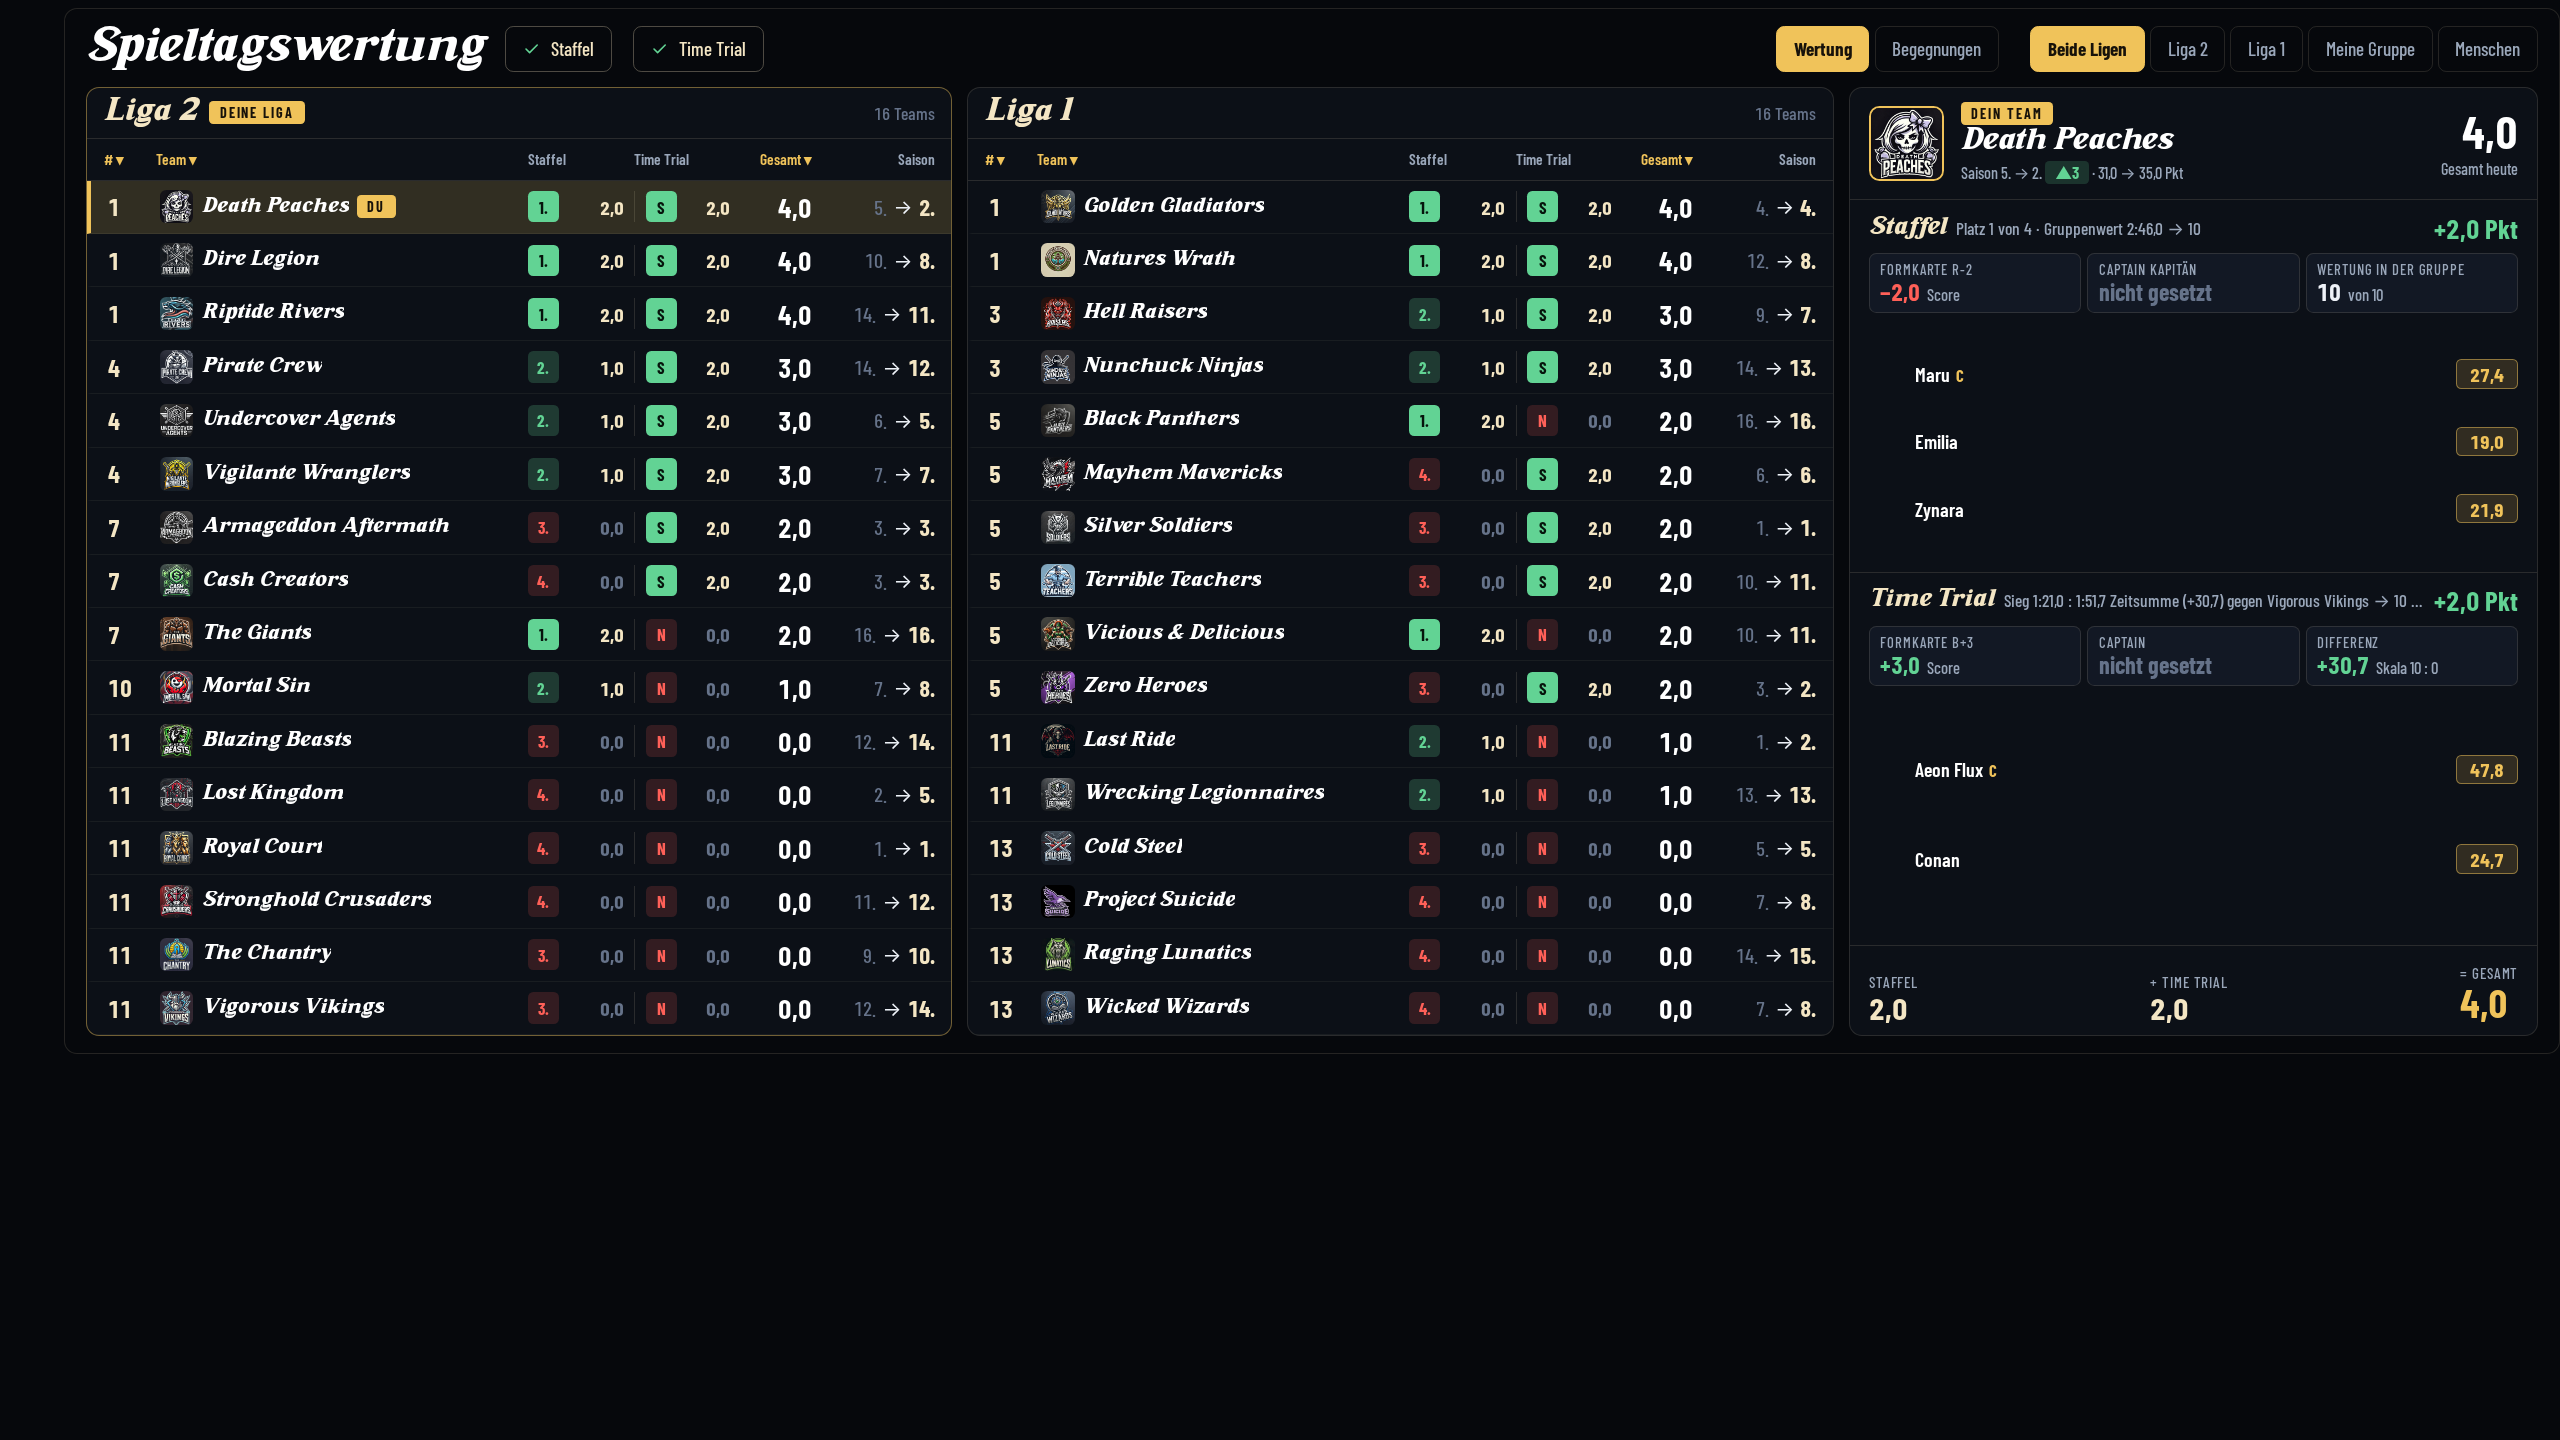 Spieltagswertung ✓ Staffel ✓ Time Trial Wertung Begegnungen Beide Ligen Liga 2 Liga 1 Meine Gruppe Menschen
Liga 2 DEINE LIGA 16 Teams
# ▾ Team ▾ Staffel Time Trial Gesamt ▾ Saison
1 Death Peaches DU 1. 2,0 S 2,0 4,0 5. → 2.
1 Dire Legion 1. 2,0 S 2,0 4,0 10. → 8.
1 Riptide Rivers 1. 2,0 S 2,0 4,0 14. → 11.
4 Pirate Crew 2. 1,0 S 2,0 3,0 14. → 12.
4 Undercover Agents 2. 1,0 S 2,0 3,0 6. → 5.
4 Vigilante Wranglers 2. 1,0 S 2,0 3,0 7. → 7.
7 Armageddon Aftermath 3. 0,0 S 2,0 2,0 3. → 3.
7 Cash Creators 4. 0,0 S 2,0 2,0 3. → 3.
7 The Giants 1. 2,0 N 0,0 2,0 16. → 16.
10 Mortal Sin 2. 1,0 N 0,0 1,0 7. → 8.
11 Blazing Beasts 3. 0,0 N 0,0 0,0 12. → 14.
11 Lost Kingdom 4. 0,0 N 0,0 0,0 2. → 5.
11 Royal Court 4. 0,0 N 0,0 0,0 1. → 1.
11 Stronghold Crusaders 4. 0,0 N 0,0 0,0 11. → 12.
11 The Chantry 3. 0,0 N 0,0 0,0 9. → 10.
11 Vigorous Vikings 3. 0,0 N 0,0 0,0 12. → 14.
Liga 1 16 Teams
# ▾ Team ▾ Staffel Time Trial Gesamt ▾ Saison
1 Golden Gladiators 1. 2,0 S 2,0 4,0 4. → 4.
1 Natures Wrath 1. 2,0 S 2,0 4,0 12. → 8.
3 Hell Raisers 2. 1,0 S 2,0 3,0 9. → 7.
3 Nunchuck Ninjas 2. 1,0 S 2,0 3,0 14. → 13.
5 Black Panthers 1. 2,0 N 0,0 2,0 16. → 16.
5 Mayhem Mavericks 4. 0,0 S 2,0 2,0 6. → 6.
5 Silver Soldiers 3. 0,0 S 2,0 2,0 1. → 1.
5 Terrible Teachers 3. 0,0 S 2,0 2,0 10. → 11.
5 Vicious & Delicious 1. 2,0 N 0,0 2,0 10. → 11.
5 Zero Heroes 3. 0,0 S 2,0 2,0 3. → 2.
11 Last Ride 2. 1,0 N 0,0 1,0 1. → 2.
11 Wrecking Legionnaires 2. 1,0 N 0,0 1,0 13. → 13.
13 Cold Steel 3. 0,0 N 0,0 0,0 5. → 5.
13 Project Suicide 4. 0,0 N 0,0 0,0 7. → 8.
13 Raging Lunatics 4. 0,0 N 0,0 0,0 14. → 15.
13 Wicked Wizards 4. 0,0 N 0,0 0,0 7. → 8.
DEATH PEACHES
DEIN TEAM
Death Peaches 4,0
Saison 5. → 2. ▲3 · 31,0 → 35,0 Pkt Gesamt heute
Staffel Platz 1 von 4 · Gruppenwert 2:46,0 → 10 +2,0 Pkt
FORMKARTE R-2 CAPTAIN KAPITÄN WERTUNG IN DER GRUPPE
−2,0 Score nicht gesetzt 10 von 10
Maru C 27,4
Emilia 19,0
Zynara 21,9
Time Trial Sieg 1:21,0 : 1:51,7 Zeitsumme (+30,7) gegen Vigorous Vikings → 10 ... +2,0 Pkt
FORMKARTE B+3 CAPTAIN DIFFERENZ
+3,0 Score nicht gesetzt +30,7 Skala 10 : 0
Aeon Flux C 47,8
Conan 24,7
STAFFEL + TIME TRIAL = GESAMT
2,0 2,0 4,0